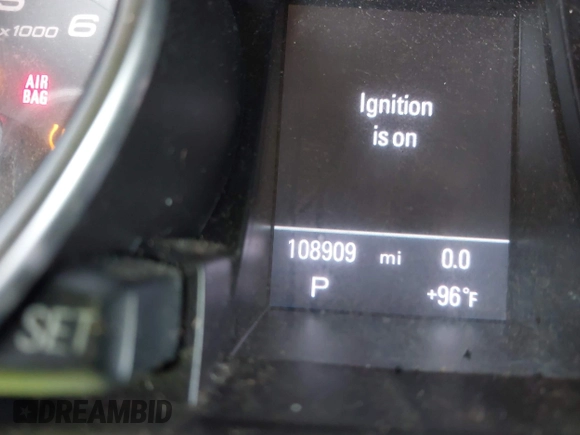 x1000 6
AIR
BAG
Ignition
is on
108909 mi 0.0
P +96°F
SET
DREAMBID